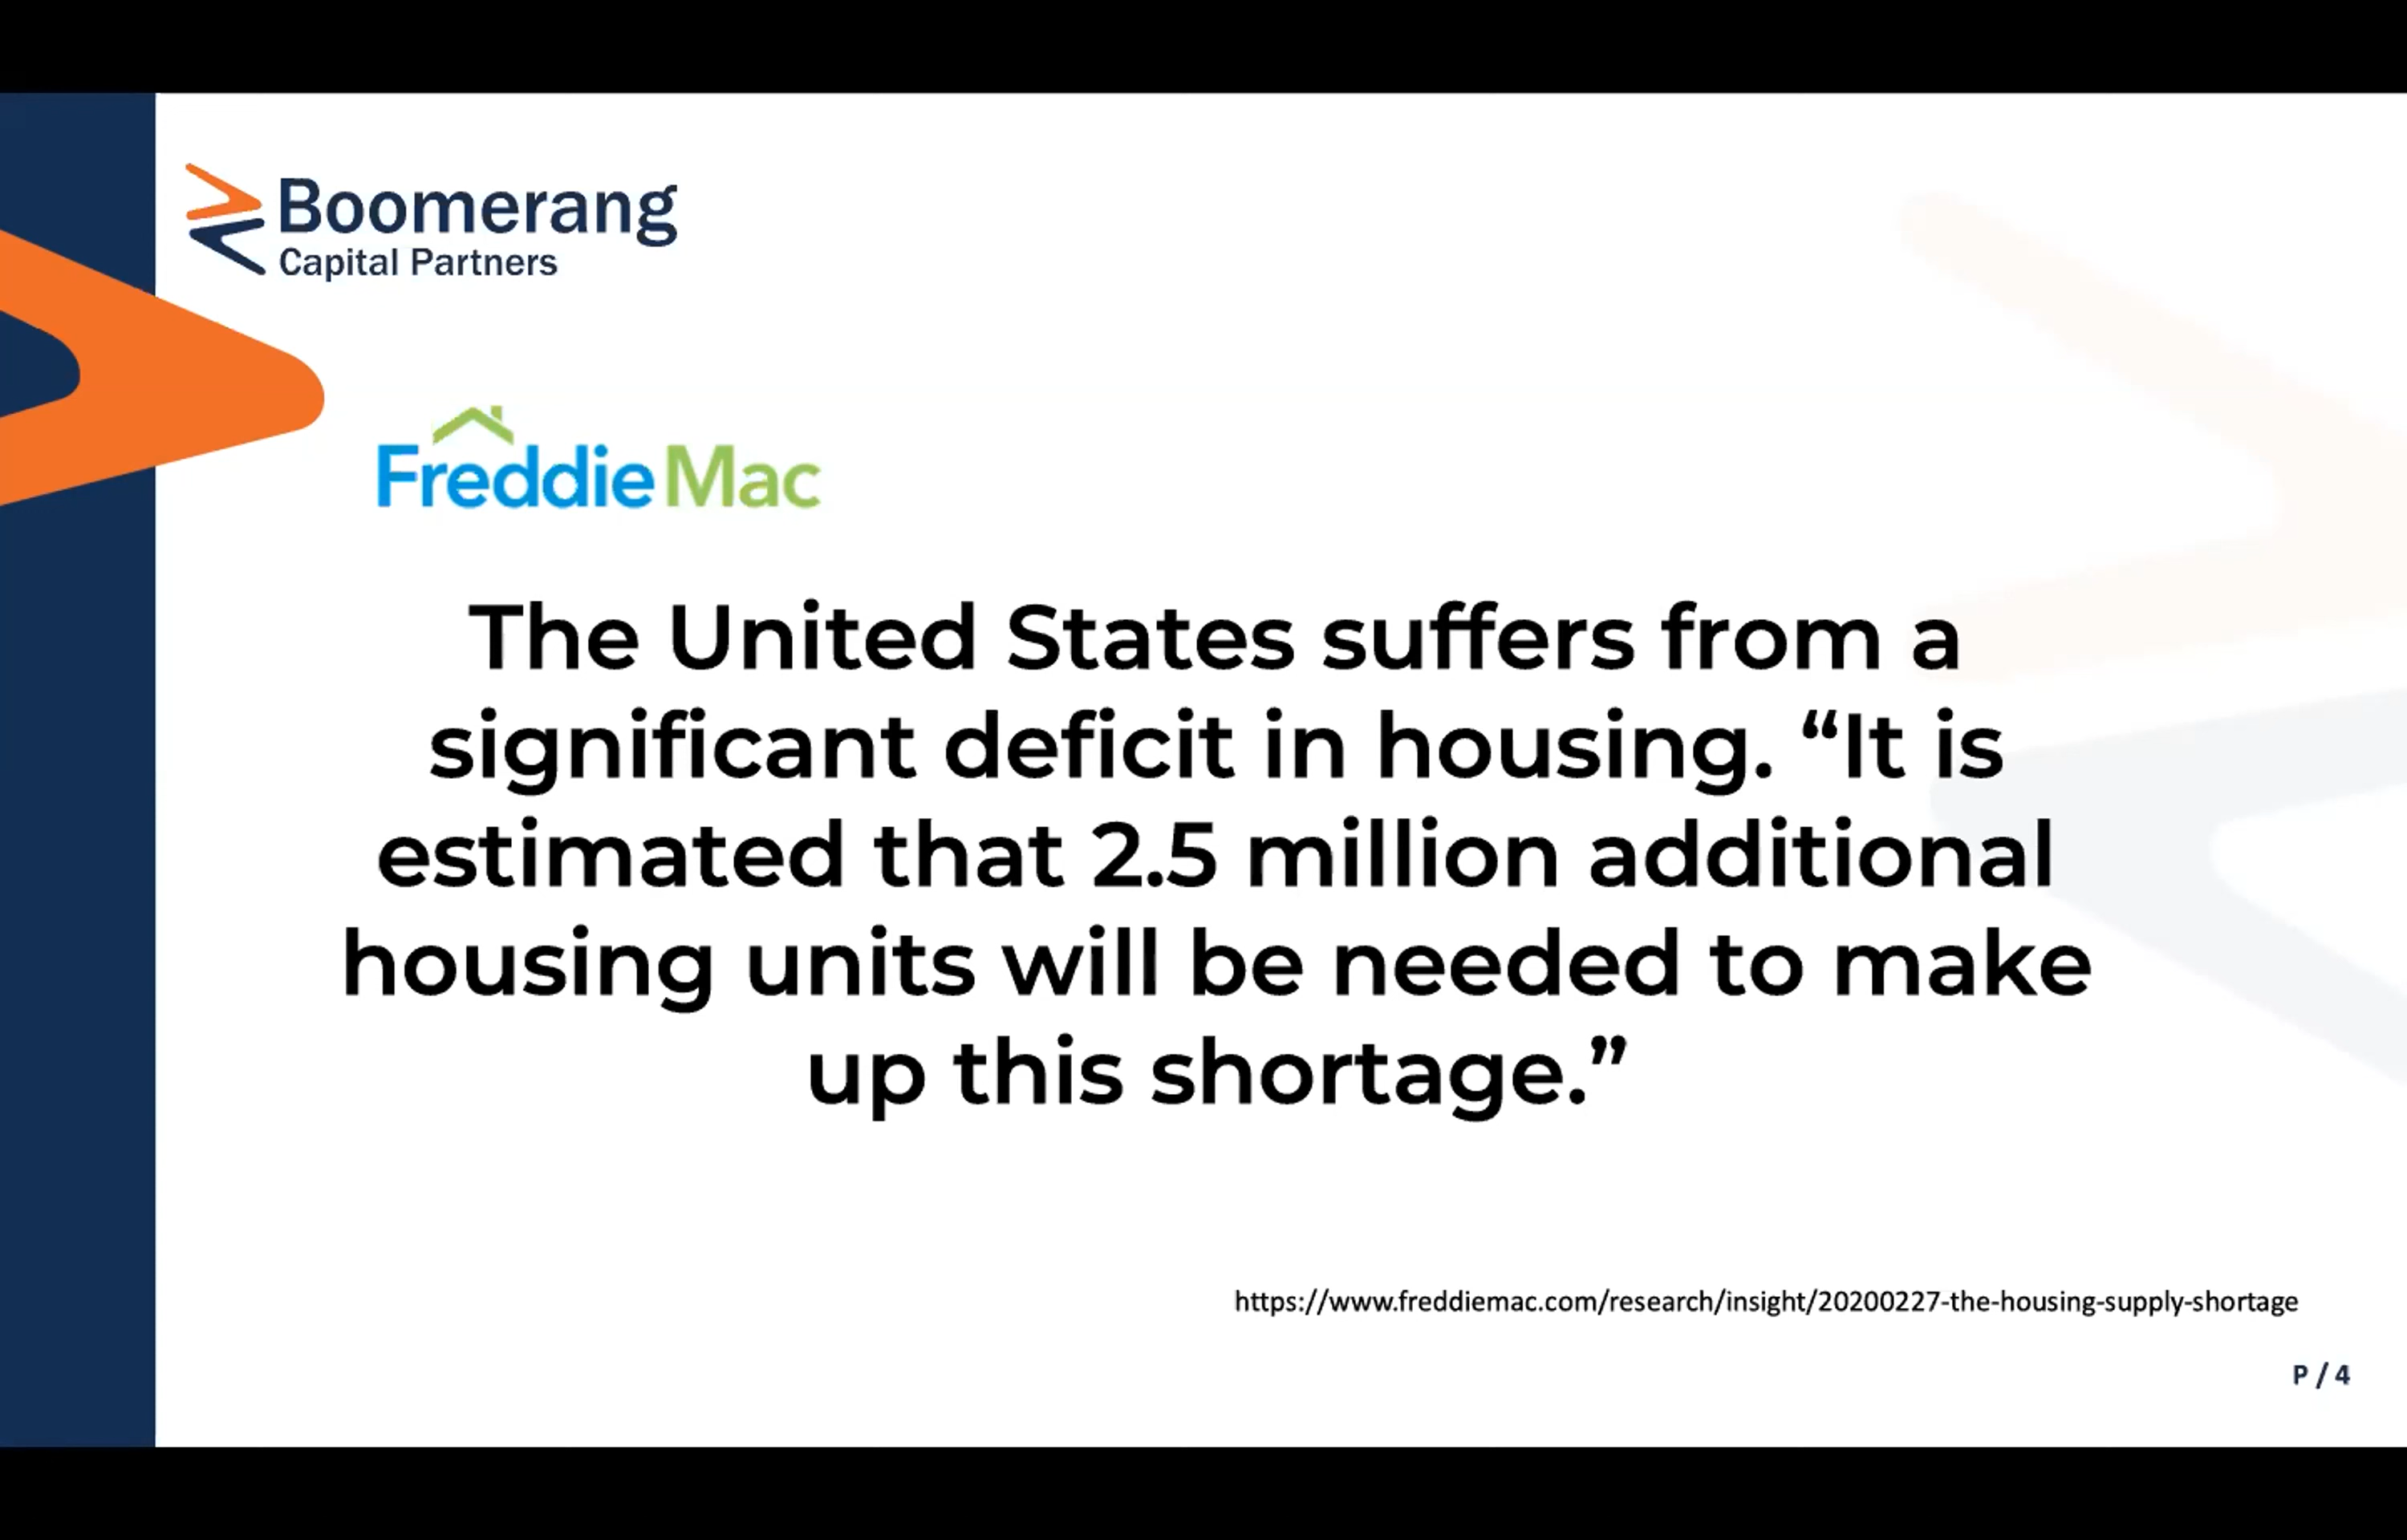 Boomerang
Capital Partners
FreddieMac
The United States suffers from a
significant deficit in housing. “It is
estimated that 2.5 million additional
housing units will be needed to make
up this shortage.”
https://www.freddiemac.com/research/insight/20200227-the-housing-supply-shortage
P / 4